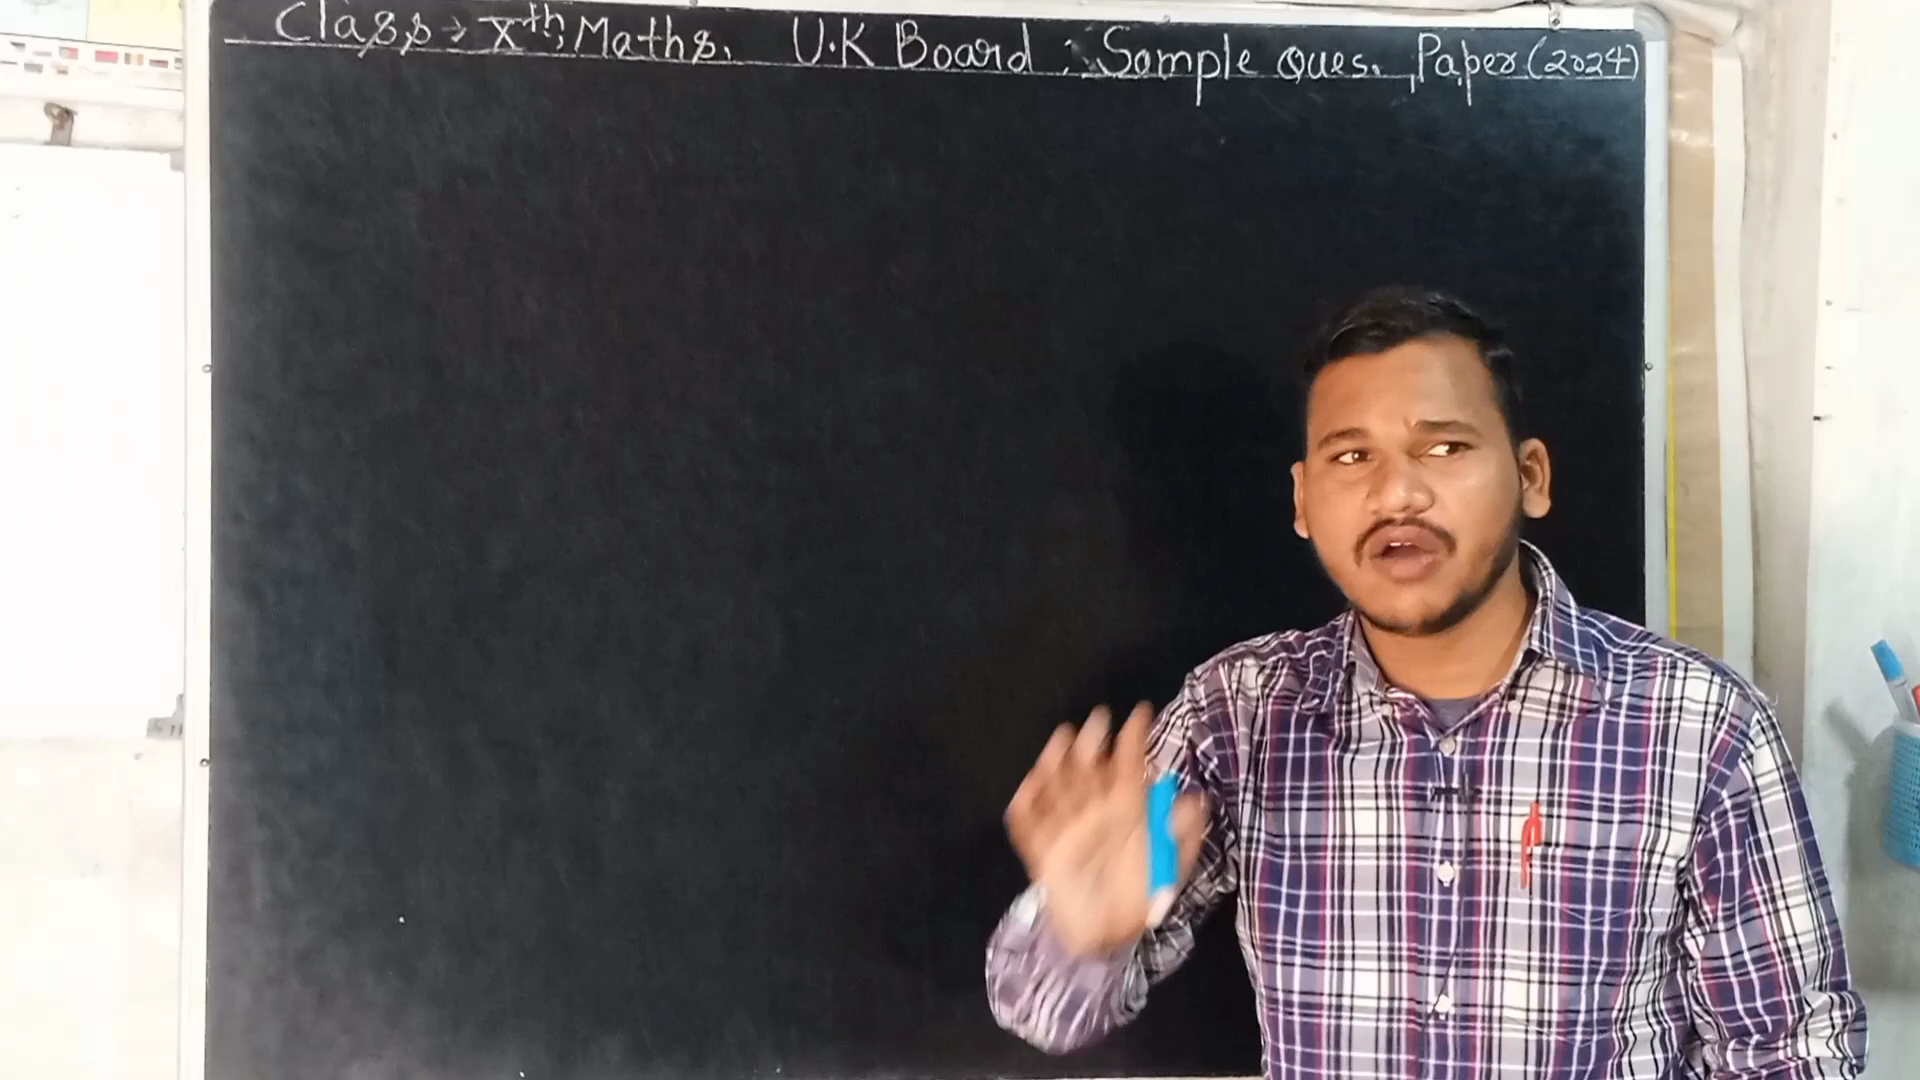 Class → Xth; Maths. U.K Board : Sample Ques. Paper (2024)